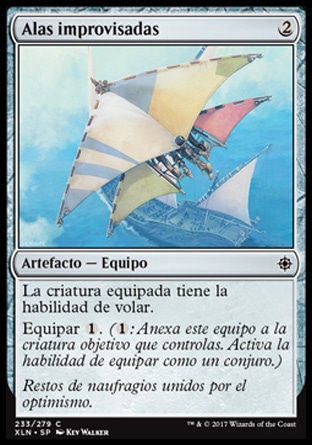 Alas improvisadas 2
Artefacto — Equipo
La criatura equipada tiene la
habilidad de volar.
Equipar 1. (1: Anexa este equipo a la
criatura objetivo que controlas. Activa la
habilidad de equipar como un conjuro.)
Restos de naufragios unidos por el
optimismo.
233/279 C
XLN • SP Key Walker
™ & © 2017 Wizards of the Coast